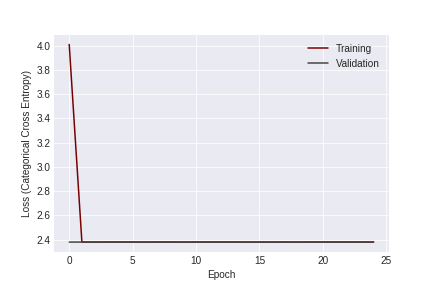 4.0
3.8
3.6
3.4
3.2
3.0
2.8
2.6
2.4
Loss (Categorical Cross Entropy)
Training
Validation
0 5 10 15 20 25
Epoch